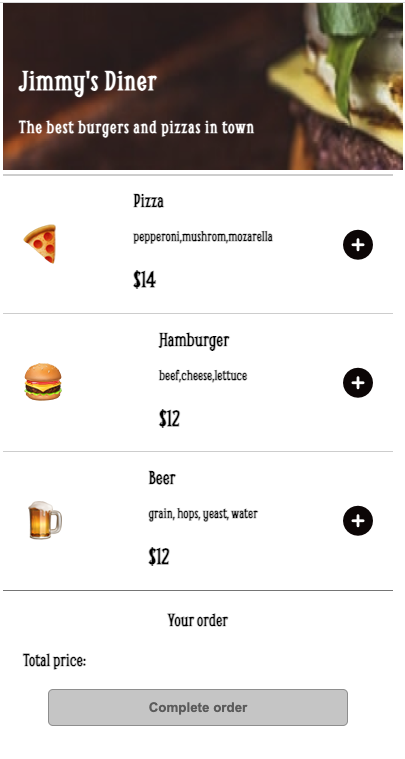 Jimmy's Diner
The best burgers and pizzas in town
Pizza
pepperoni,mushrom,mozarella
$14
Hamburger
beef,cheese,lettuce
$12
Beer
grain, hops, yeast, water
$12
Your order
Total price:
Complete order